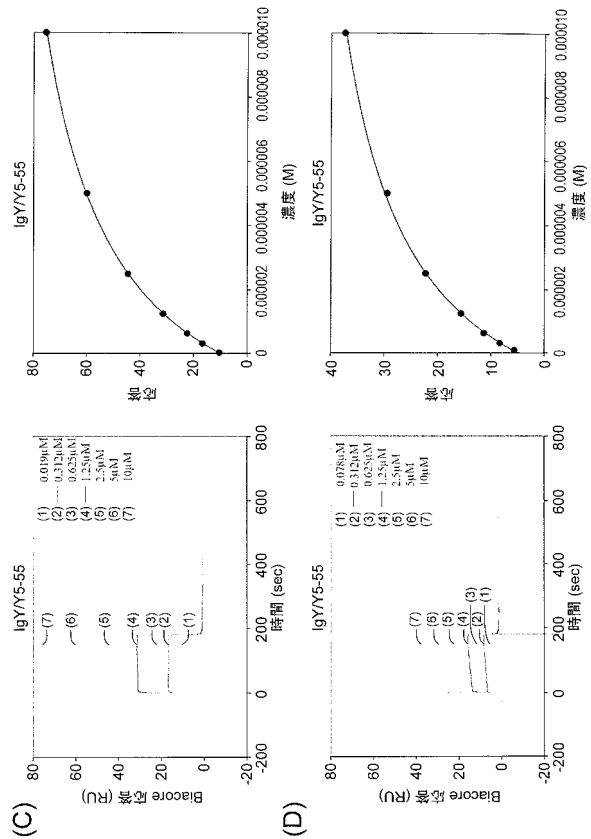 (C)
IgY/Y5-55
Biacore 応答 (RU)
80
60
40
20
0
-20
-200
0
200
400
600
800
時間 (sec)
(1) 0.019μM
(2) 0.312μM
(3) 0.625μM
(4) 1.25μM
(5) 2.5μM
(6) 5μM
(7) 10μM
(7)
(6)
(5)
(4)
(3)
(2)
(1)
IgY/Y5-55
応答
80
60
40
20
0
0
0.000002
0.000004
0.000006
0.000008
0.000010
濃度 (M)
(D)
IgY/Y5-55
Biacore 応答 (RU)
80
60
40
20
0
-20
-200
0
200
400
600
800
時間 (sec)
(1) 0.078μM
(2) 0.312μM
(3) 0.625μM
(4) 1.25μM
(5) 2.5μM
(6) 5μM
(7) 10μM
(7)
(6)
(5)
(4)
(3)
(2)
(1)
IgY/Y5-55
応答
40
30
20
10
0
0
0.000002
0.000004
0.000006
0.000008
0.000010
濃度 (M)